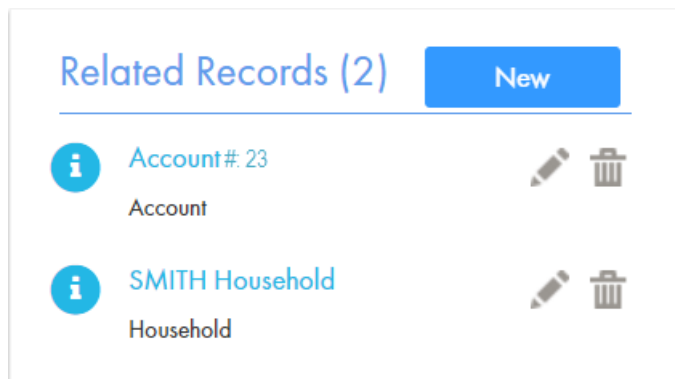 Related Records (2)
New
Account #: 23
Account
SMITH Household
Household